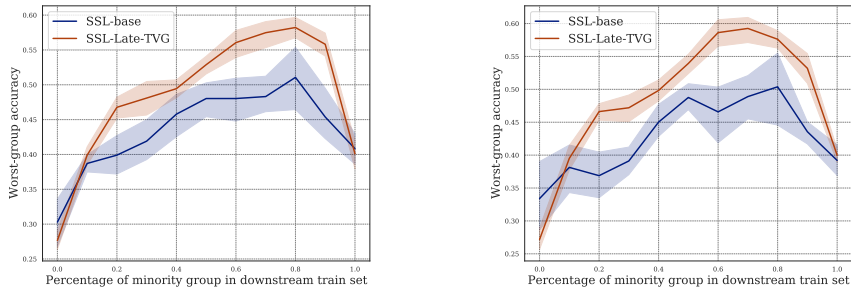 SSL-base
SSL-Late-TVG
0.60
0.55
0.50
0.45
0.40
0.35
0.30
0.25
Worst-group accuracy
0.0 0.2 0.4 0.6 0.8 1.0
Percentage of minority group in downstream train set
SSL-base
SSL-Late-TVG
0.60
0.55
0.50
0.45
0.40
0.35
0.30
0.25
Worst-group accuracy
0.0 0.2 0.4 0.6 0.8 1.0
Percentage of minority group in downstream train set